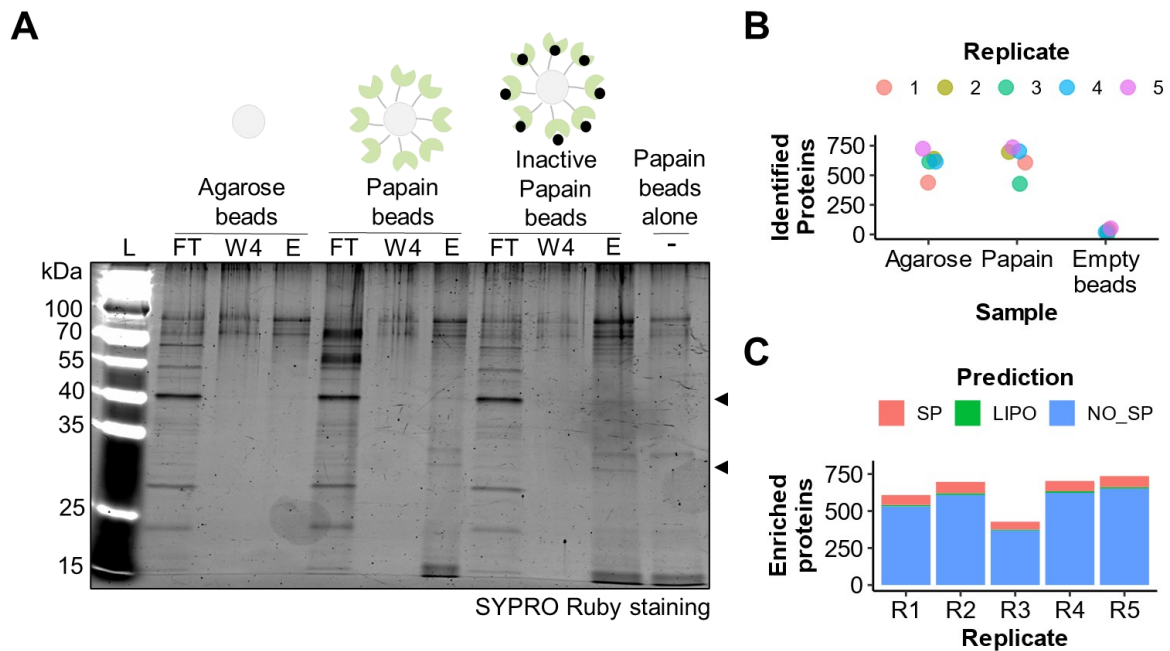 A
Agarose
beads
Papain
beads
Inactive
Papain
beads
Papain
beads
alone
L
FT
W4
E
FT
W4
E
FT
W4
E
-
kDa
100
70
55
40
35
25
15
SYPRO Ruby staining
B
Replicate
1 2 3 4 5
Identified
Proteins
750
500
250
0
Agarose
Papain
Empty
beads
Sample
C
Prediction
SP LIPO NO_SP
Enriched
proteins
750
500
250
0
R1 R2 R3 R4 R5
Replicate